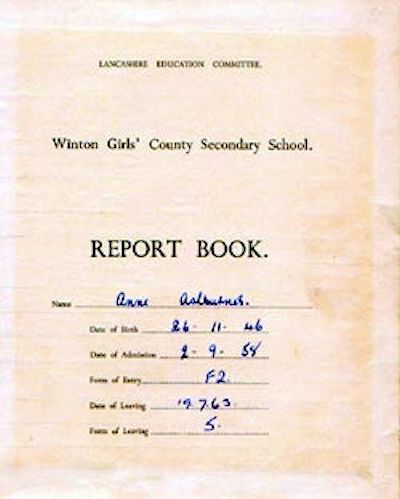 LANCASHIRE EDUCATION COMMITTEE.
Winton Girls' County Secondary School.
REPORT BOOK.
Name Anne
Date of Birth 26 - 11 - 46
Date of Admission 2 - 9 - 58
Form of Entry F2.
Date of Leaving 19.7.63.
Form of Leaving 5.